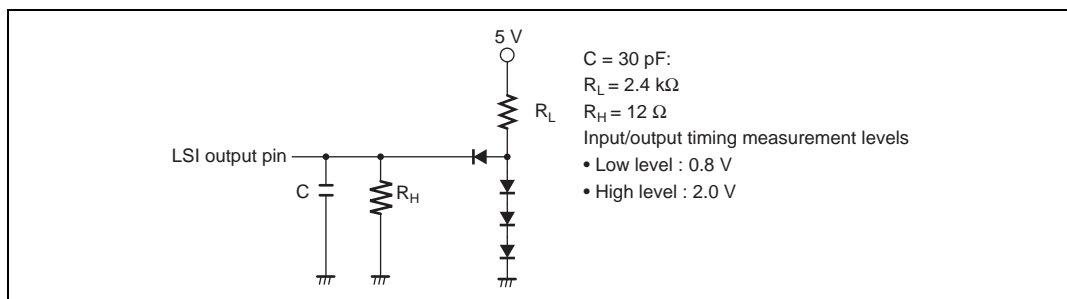 5 V
R_L
LSI output pin
C
R_H
C = 30 pF:
R_L = 2.4 kΩ
R_H = 12 Ω
Input/output timing measurement levels
• Low level : 0.8 V
• High level : 2.0 V